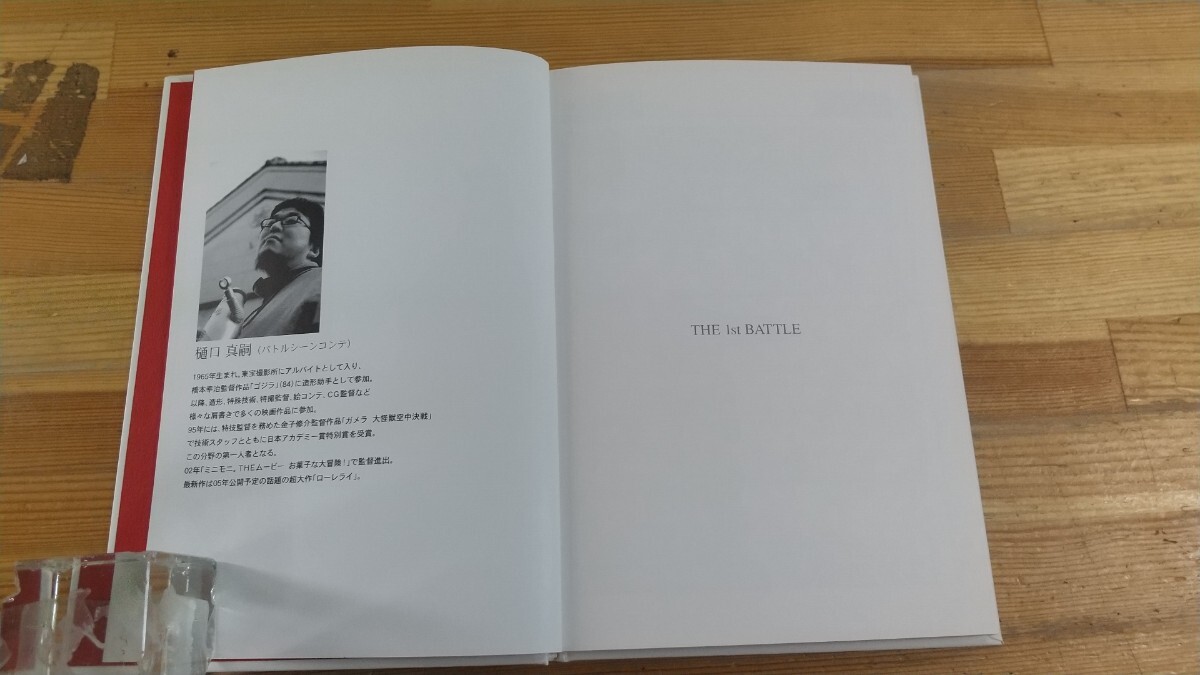 樋口 真嗣（バトルシーンコンテ）
1965年生まれ。東宝撮影所にアルバイトとして入り、
橋本幸治監督作品「ゴジラ」(84)に造形助手として参加。
以降、造形、特殊技術、特撮監督、絵コンテ、CG監督など
様々な肩書きで多くの映画作品に参加。
95年には、特技監督を務めた金子修介監督作品「ガメラ 大怪獣空中決戦」
で技術スタッフとともに日本アカデミー賞特別賞を受賞。
この分野の第一人者となる。
02年「ミニモニ。THEムービー お菓子な大冒険！」で監督進出。
最新作は05年公開予定の話題の超大作「ローレライ」。
THE 1st BATTLE